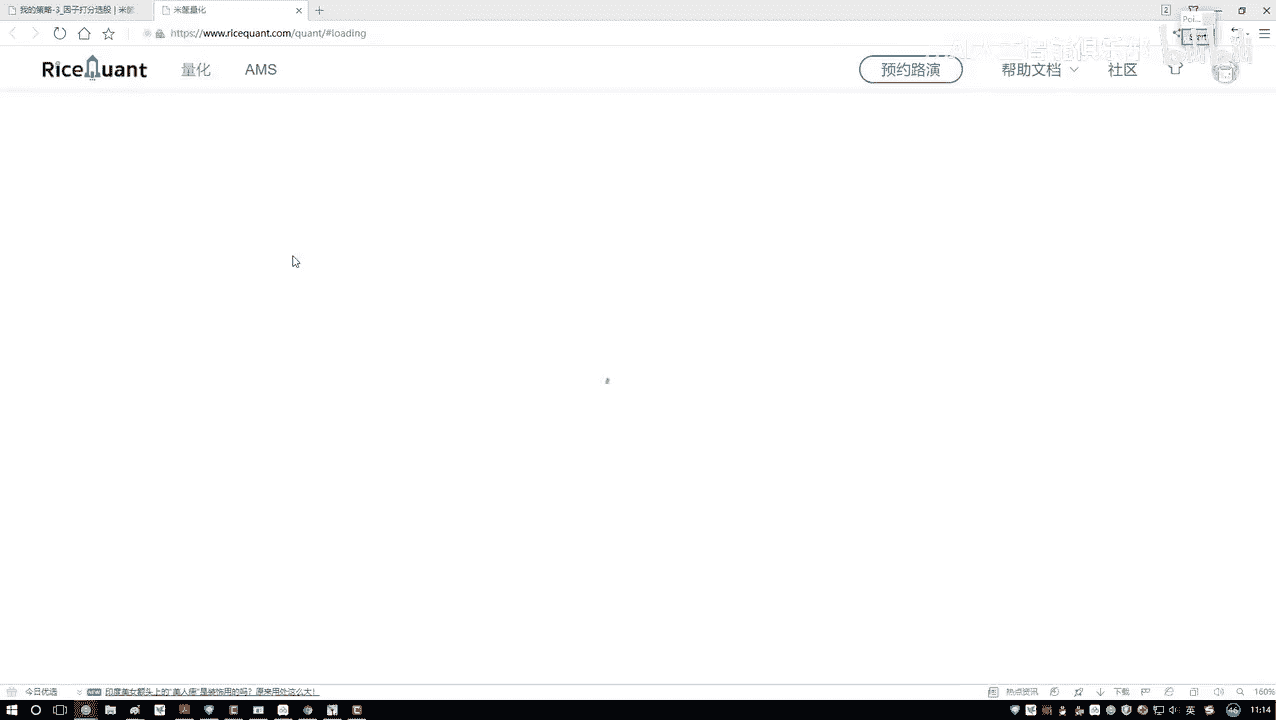 我的策略-3_因子打分选股 | 米
米筐量化
https://www.ricequant.com/quant/#loading
RiceQuant 量化 AMS 预约路演 帮助文档 社区
Poi...
今日优选
印度美女额头上的"美人痣"是装饰用的吗？原来用处这么大！
热点资讯
下载
160%
英
11:14